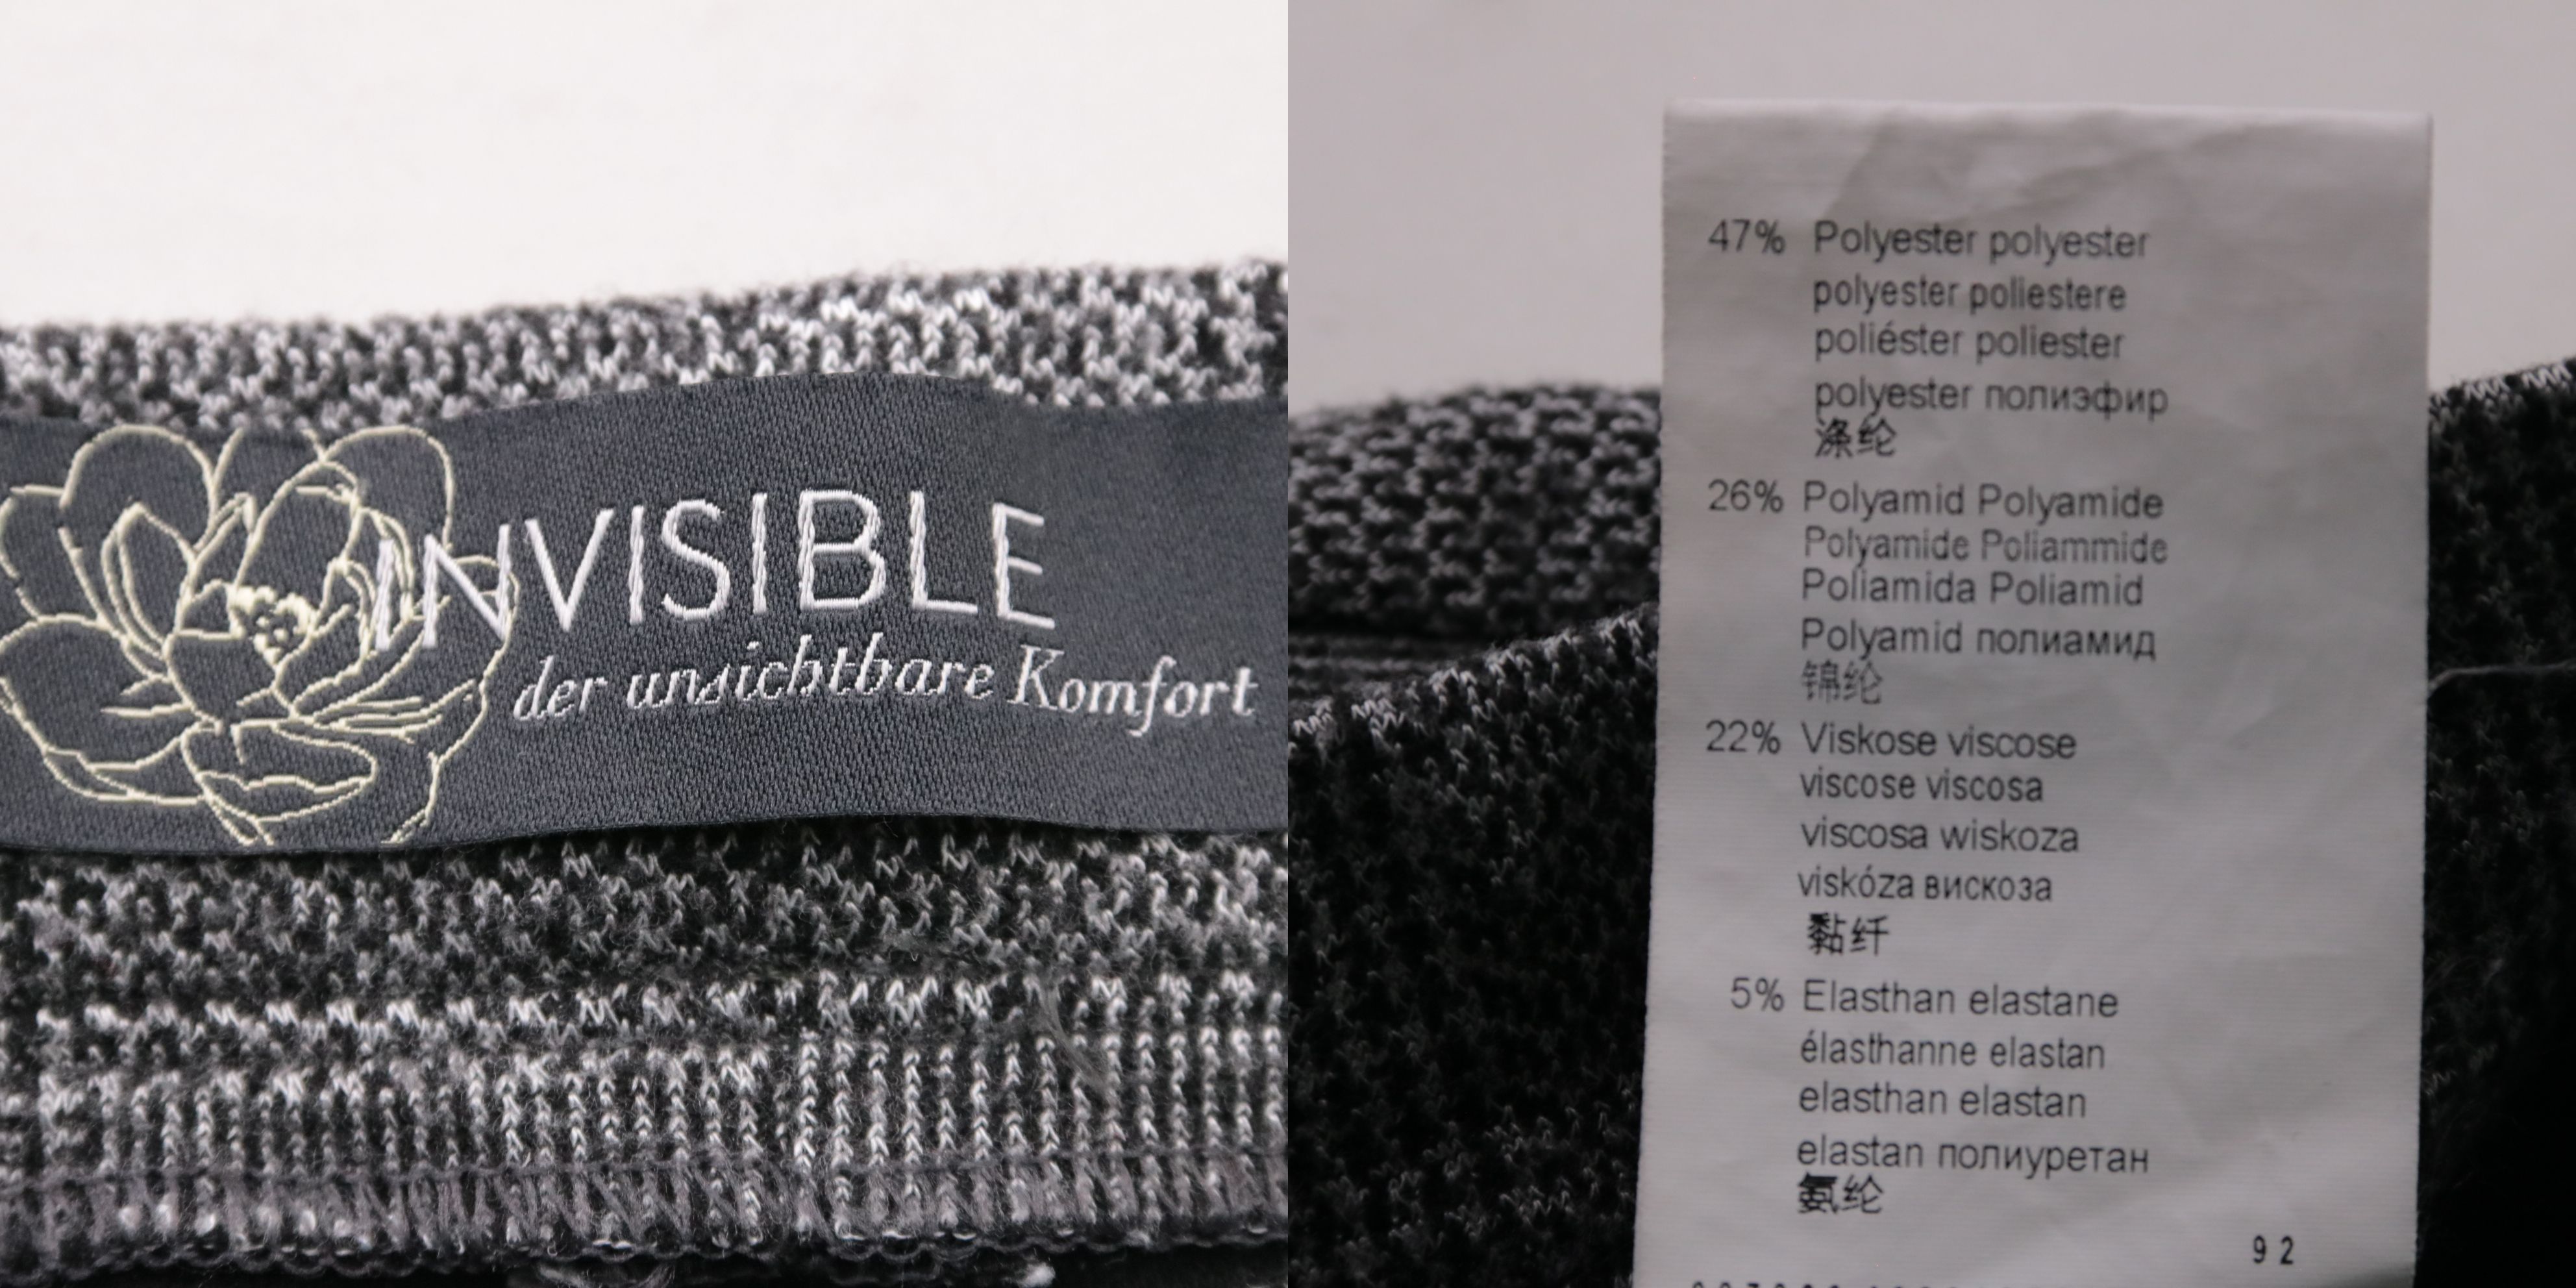 INVISIBLE
der unsichtbare Komfort
47% Polyester polyester
polyester poliestere
poliéster poliester
polyester полиэфир
涤纶
26% Polyamid Polyamide
Polyamide Poliammide
Poliamida Poliamid
Polyamid полиамид
锦纶
22% Viskose viscose
viscose viscosa
viscosa wiskoza
viskóza вискоза
黏纤
5% Elasthan elastane
élasthanne elastan
elasthan elastan
elastan полиуретан
氨纶
92